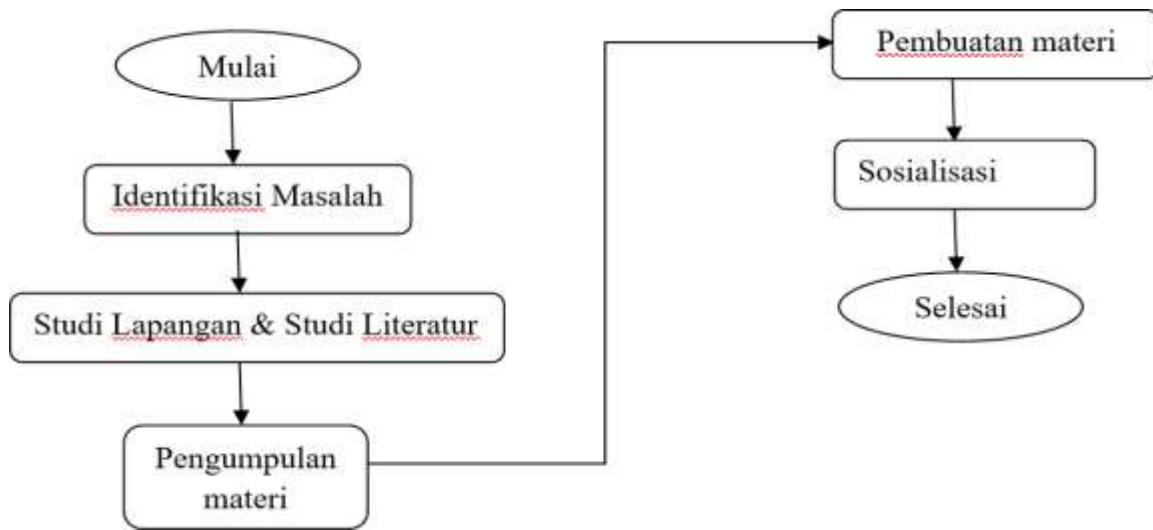 Mulai
Identifikasi Masalah
Studi Lapangan & Studi Literatur
Pengumpulan
materi
Pembuatan materi
Sosialisasi
Selesai